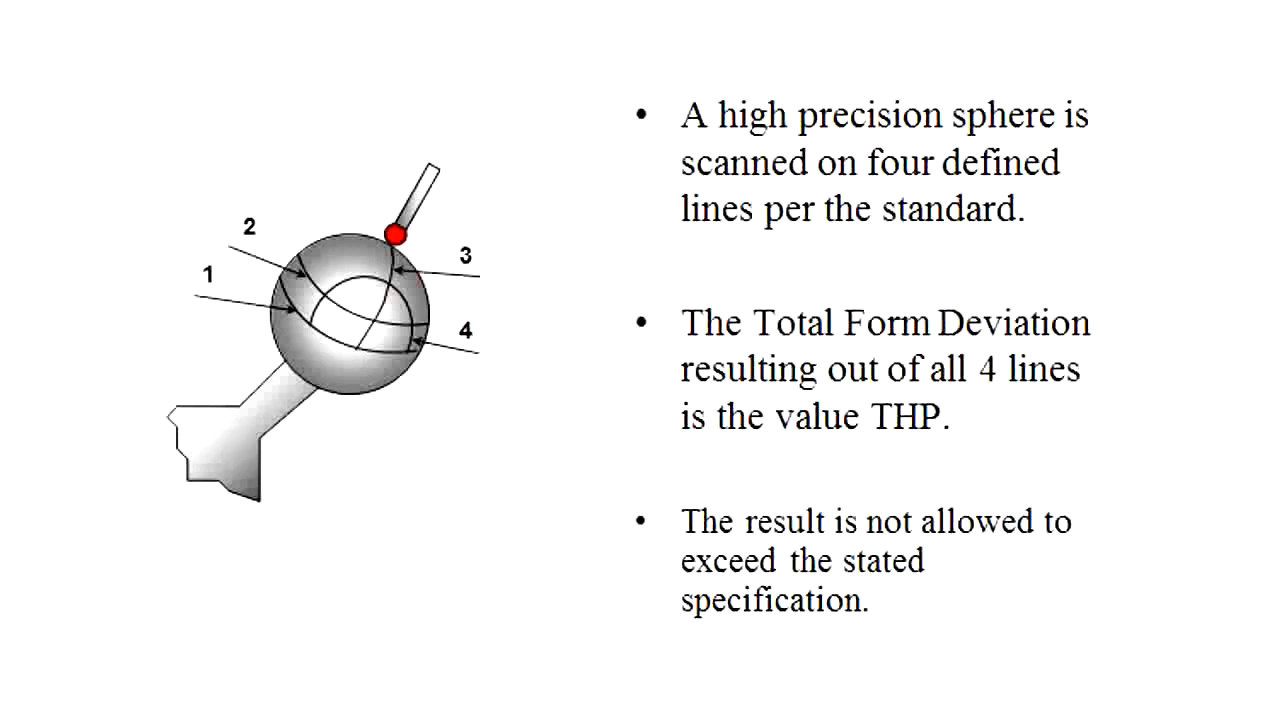 2
1
3
4
• A high precision sphere is
scanned on four defined
lines per the standard.
• The Total Form Deviation
resulting out of all 4 lines
is the value THP.
• The result is not allowed to
exceed the stated
specification.